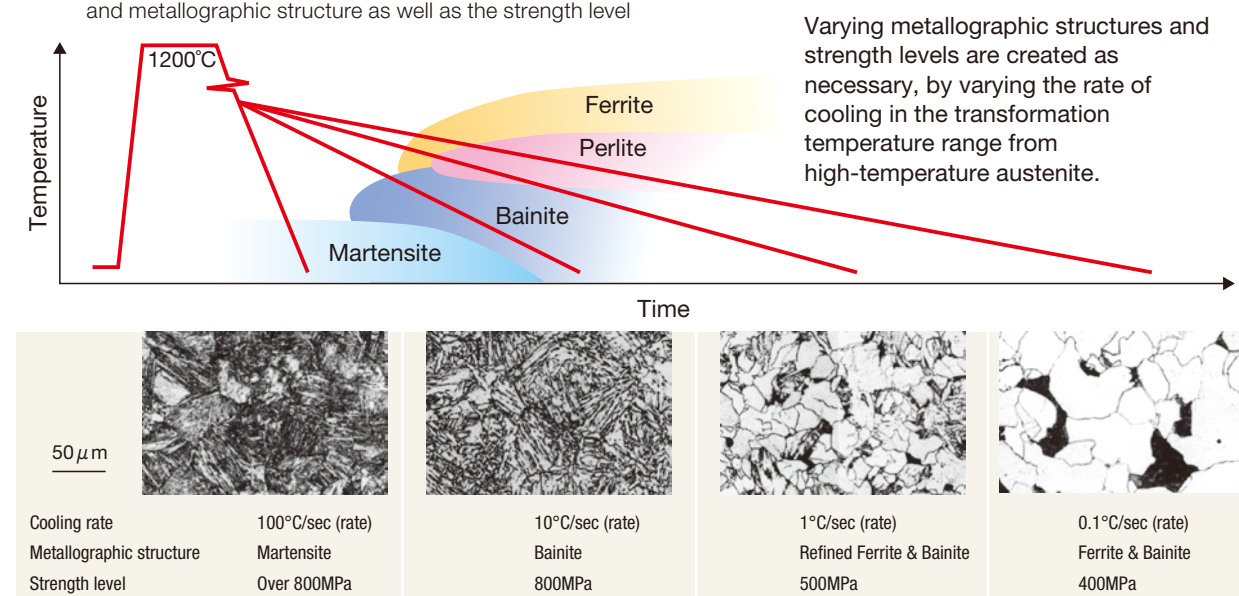 and metallographic structure as well as the strength level
Varying metallographic structures and
strength levels are created as
necessary, by varying the rate of
cooling in the transformation
temperature range from
high-temperature austenite.
1200°C
Temperature
Ferrite
Perlite
Bainite
Martensite
Time
50 μm
Cooling rate 100°C/sec (rate) 10°C/sec (rate) 1°C/sec (rate) 0.1°C/sec (rate)
Metallographic structure Martensite Bainite Refined Ferrite & Bainite Ferrite & Bainite
Strength level Over 800MPa 800MPa 500MPa 400MPa